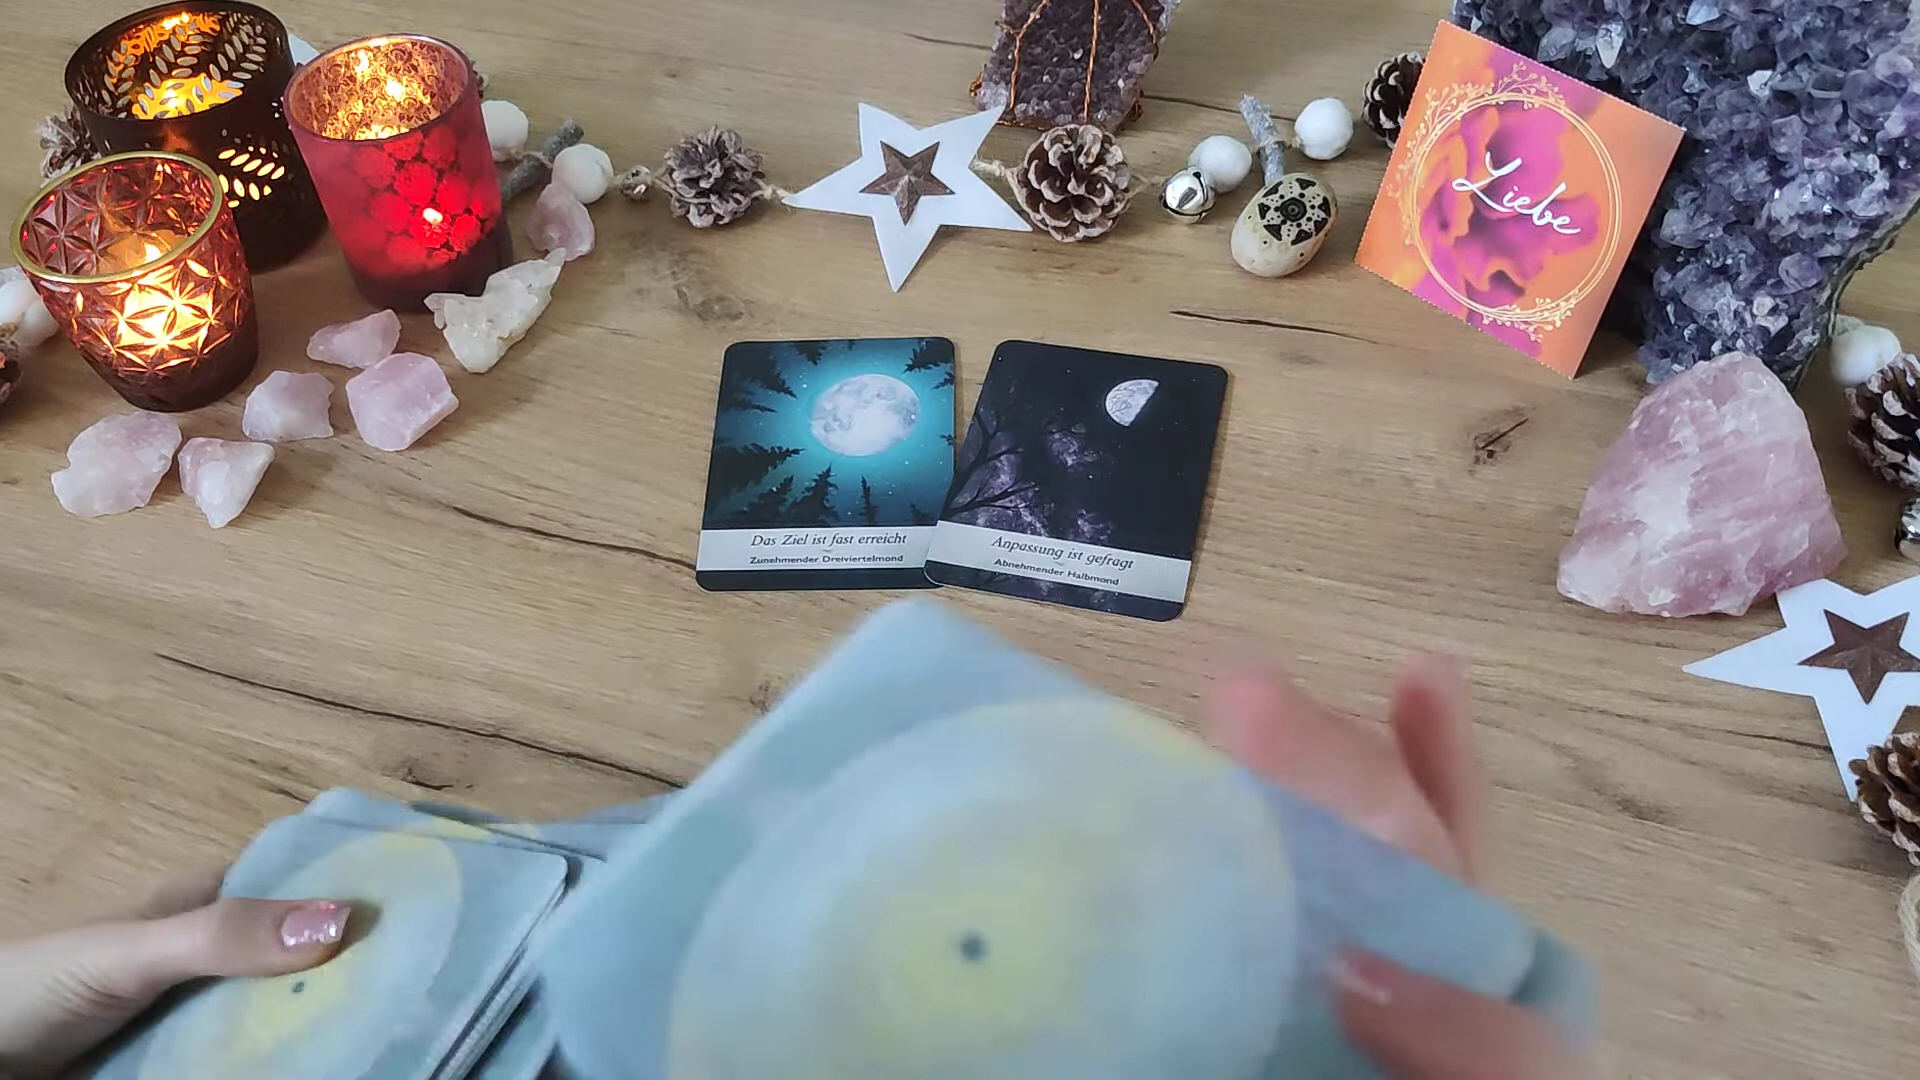 Liebe
Das Ziel ist fast erreicht
Zunehmender Dreiviertelmond
Anpassung ist gefragt
Abnehmender Halbmond